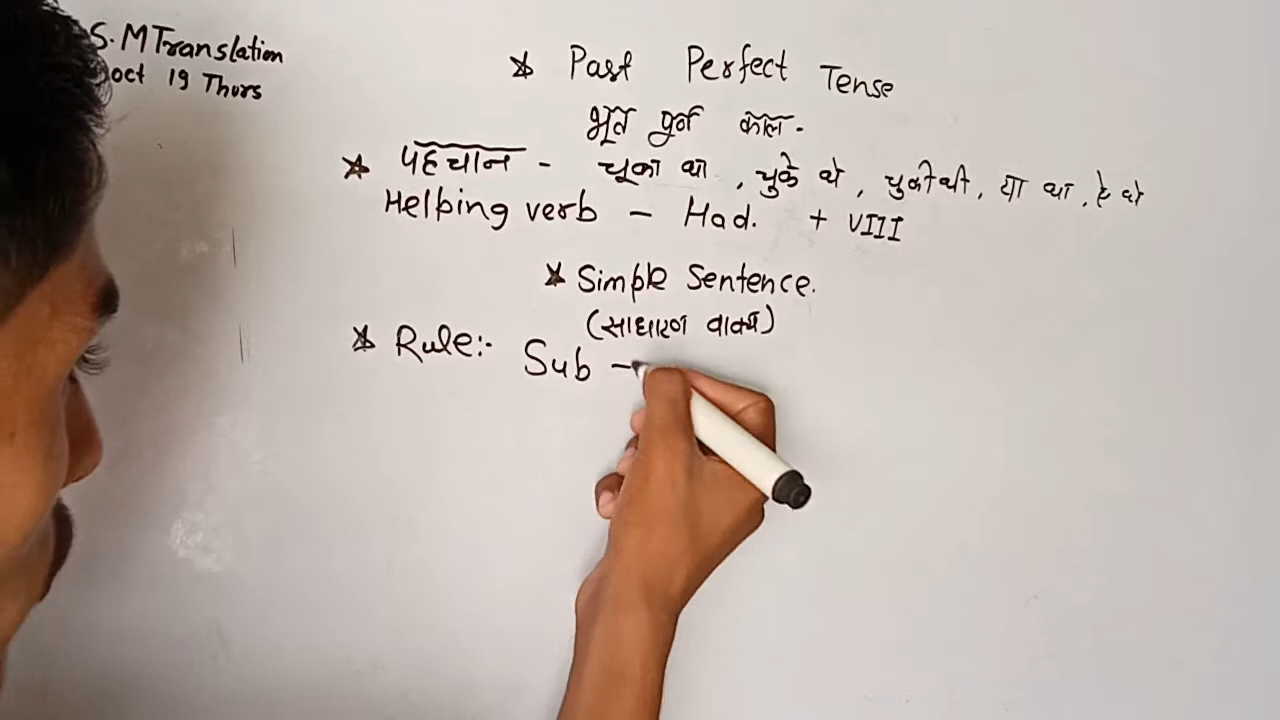 S.M Translation
oct 19 Thurs
★ Past Perfect Tense
भूत पुर्न काल -
★ पहचान - चूका था , चुके थे , चुकी थी , या था , ये थे
Helping verb - Had. + VIII
★ Simple Sentence.
(साधारण वाक्य)
★ Rule:- Sub -